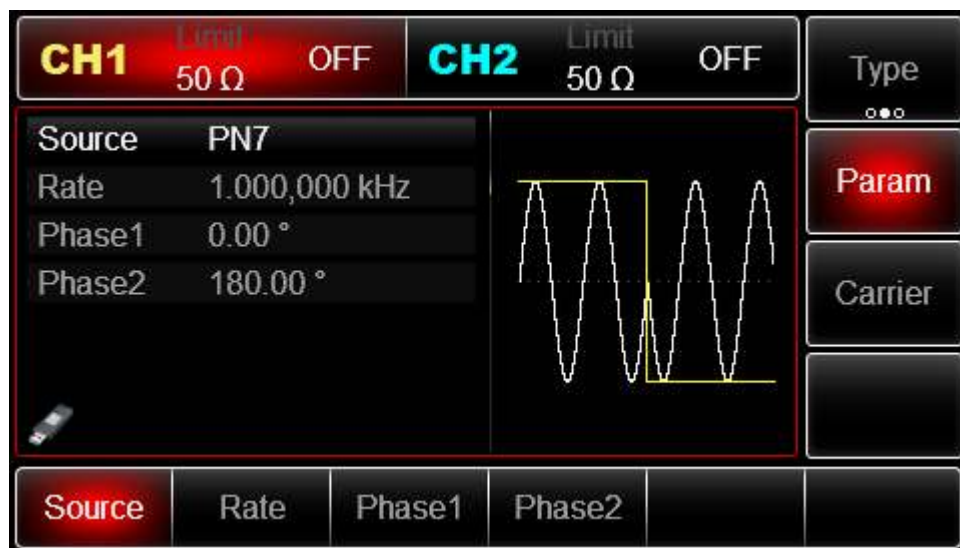 CH1 Limit 50 Ω OFF CH2 Limit 50 Ω OFF
Type
Source PN7
Rate 1.000,000 kHz
Phase1 0.00 °
Phase2 180.00 °
Param
Carrier
Source Rate Phase1 Phase2